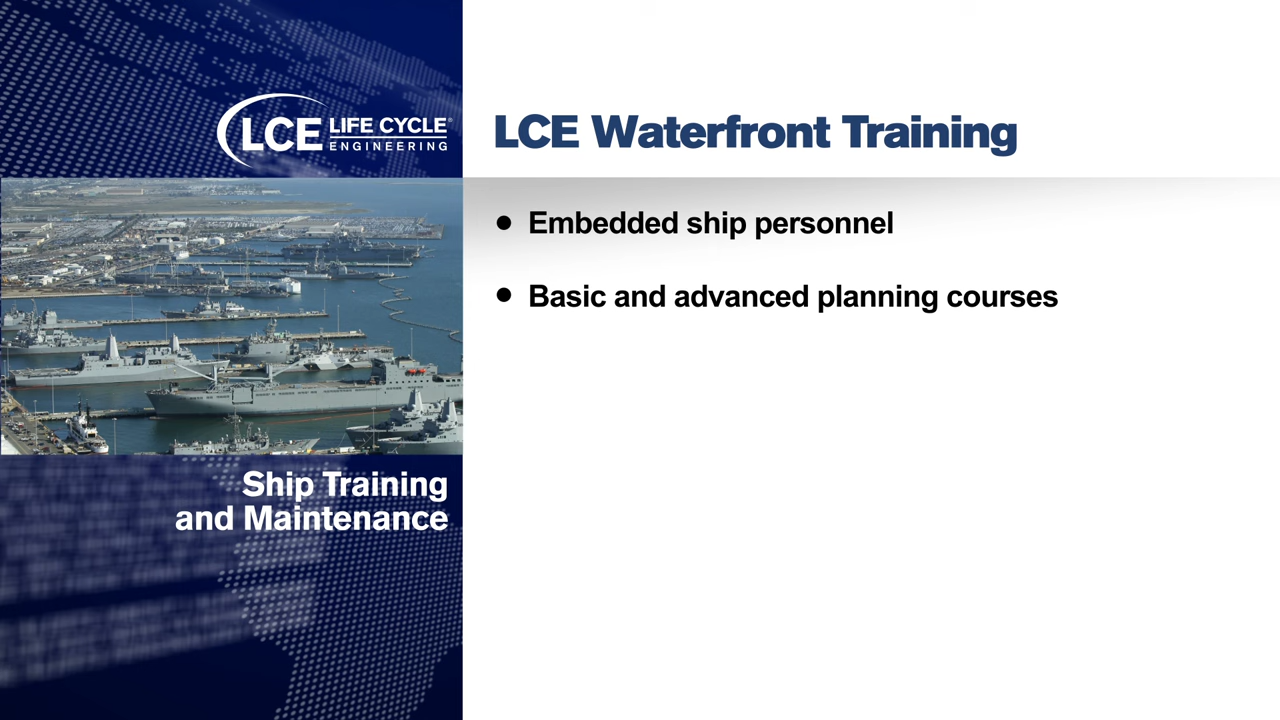 LCE LIFE CYCLE®
ENGINEERING
LCE Waterfront Training
• Embedded ship personnel
• Basic and advanced planning courses
Ship Training
and Maintenance